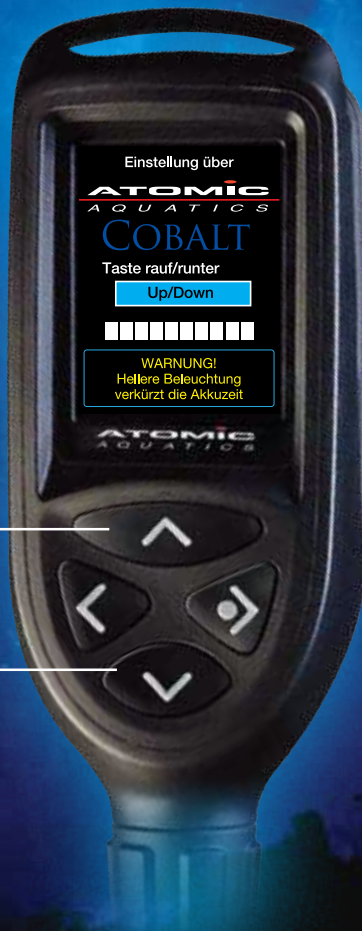 Einstellung über
ATOMIC
AQUATICS
COBALT
Taste rauf/runter
Up/Down
WARNUNG!
Hellere Beleuchtung
verkürzt die Akkuzeit
ATOMIC
AQUATICS